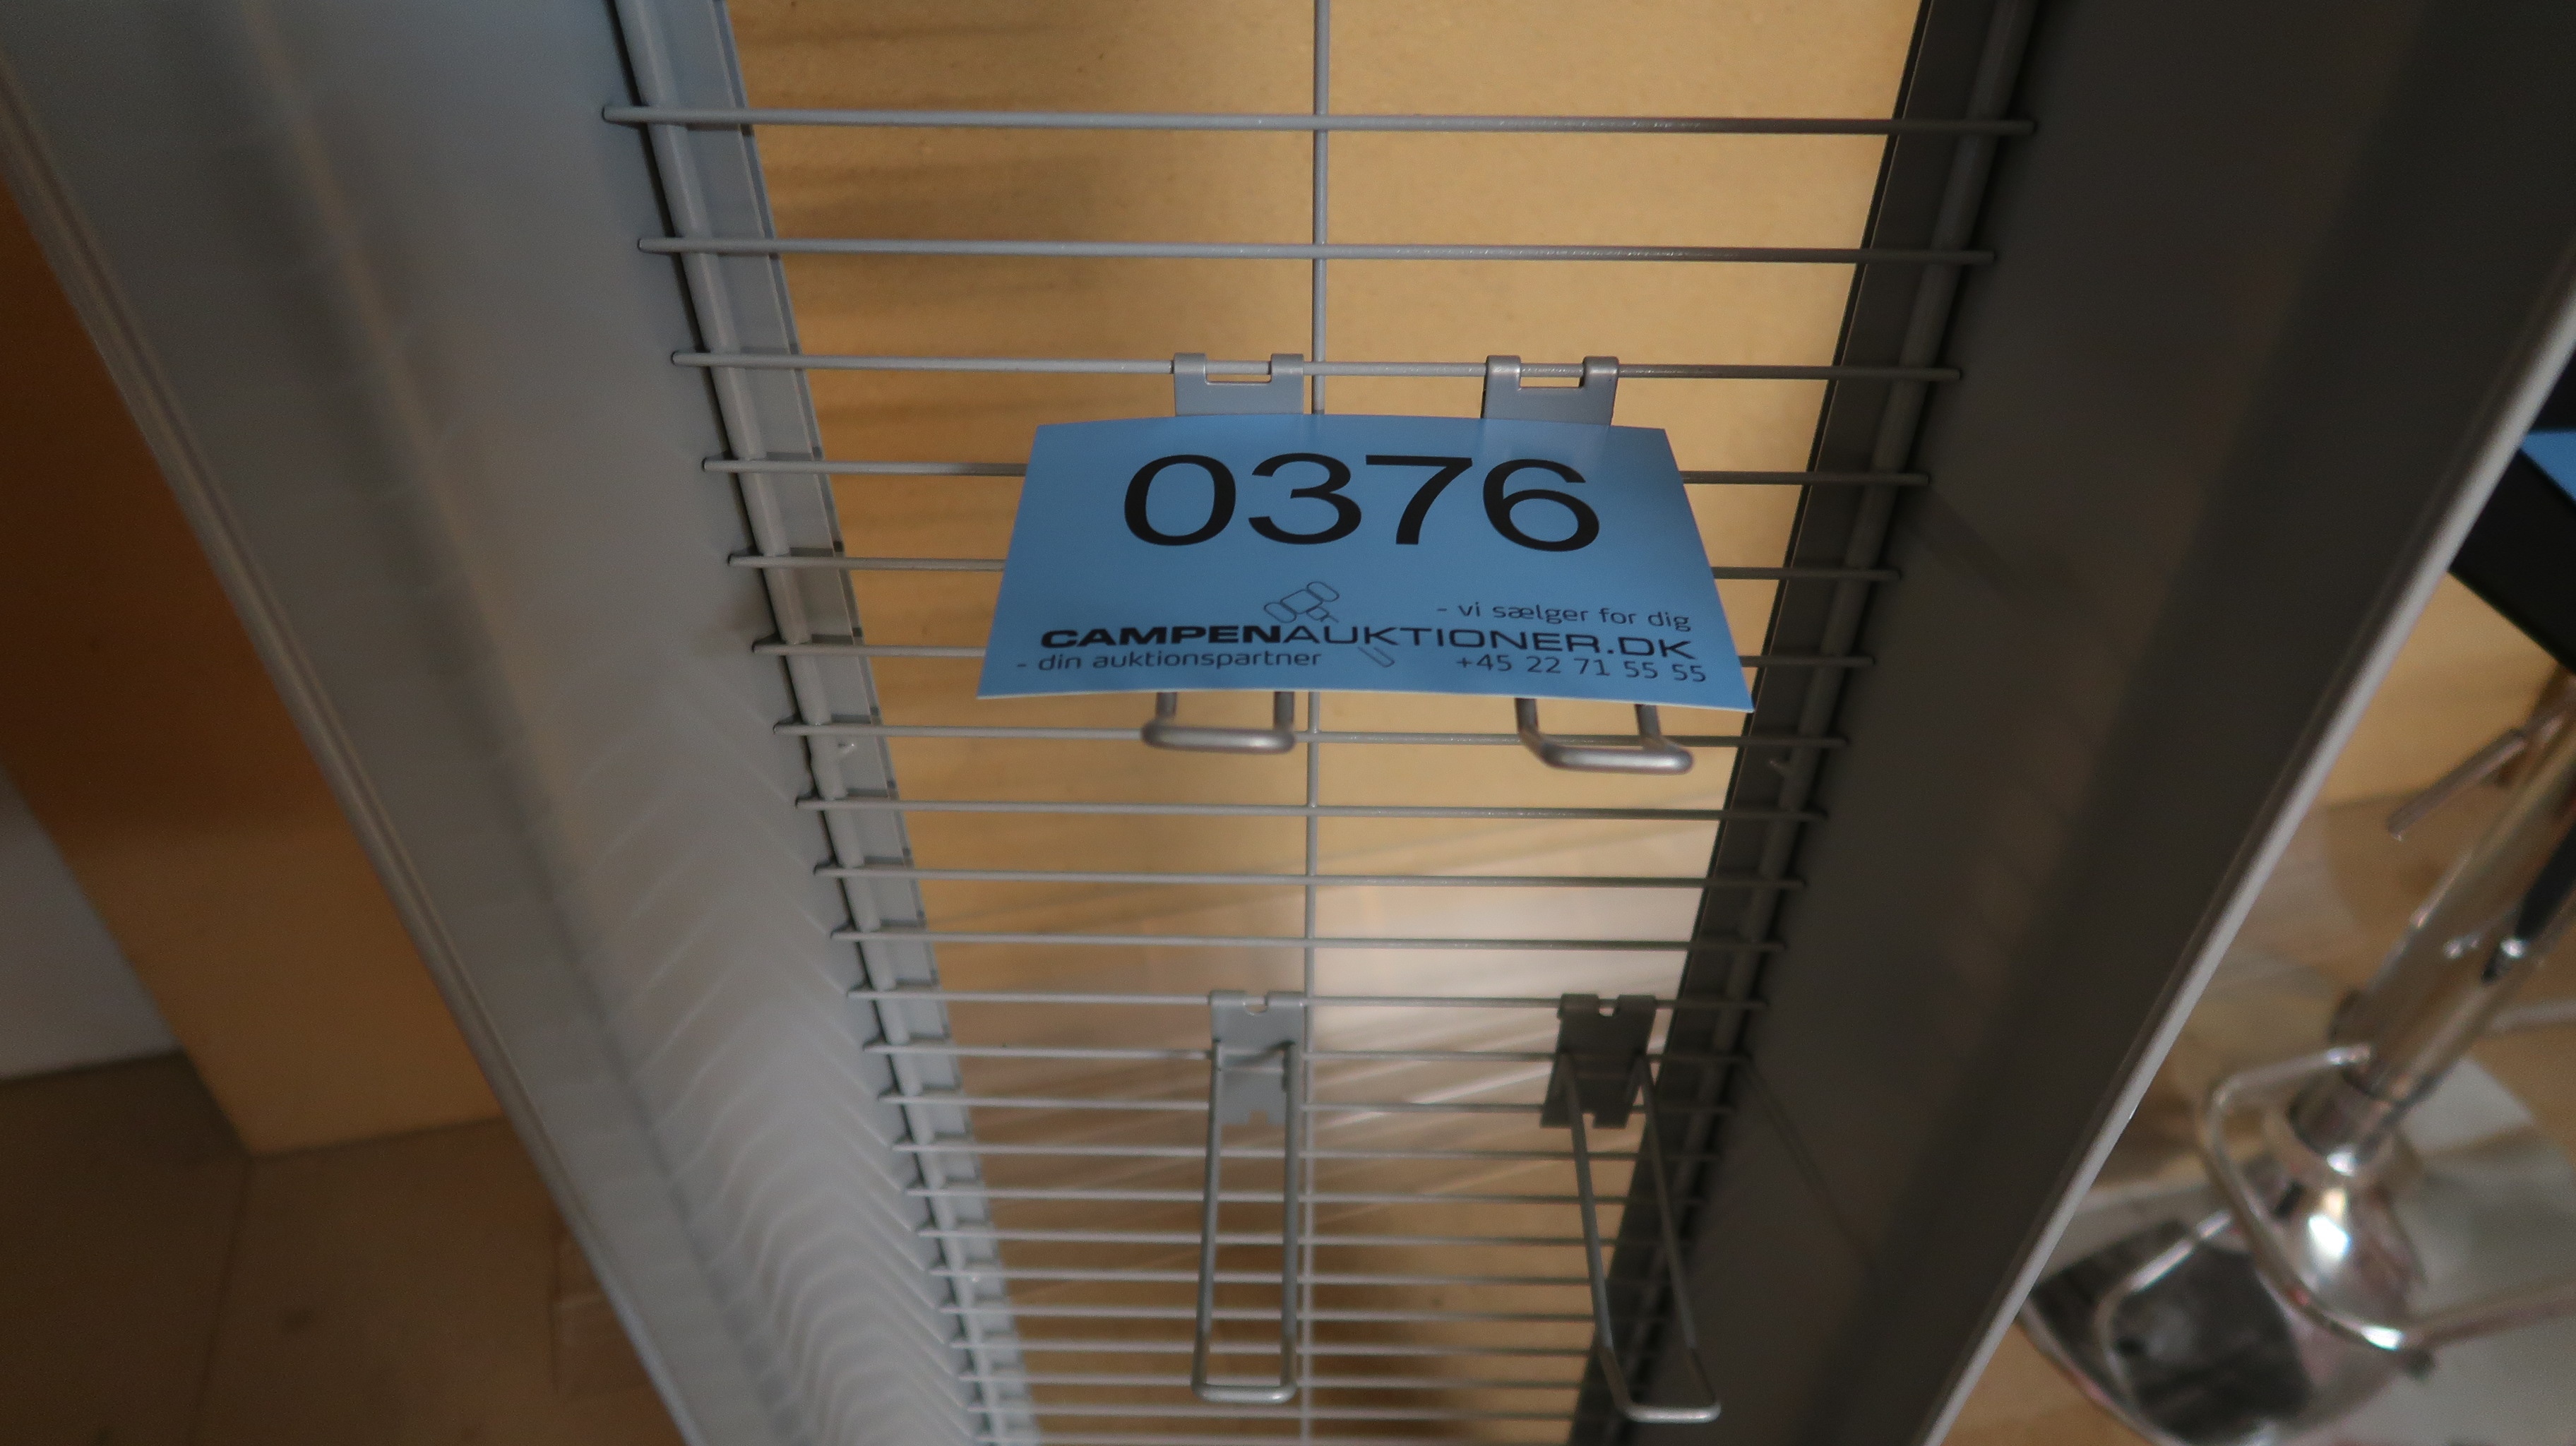 0376
- vi sælger for dig
CAMPENAUKTIONER.DK
- din auktionspartner +45 22 71 55 55